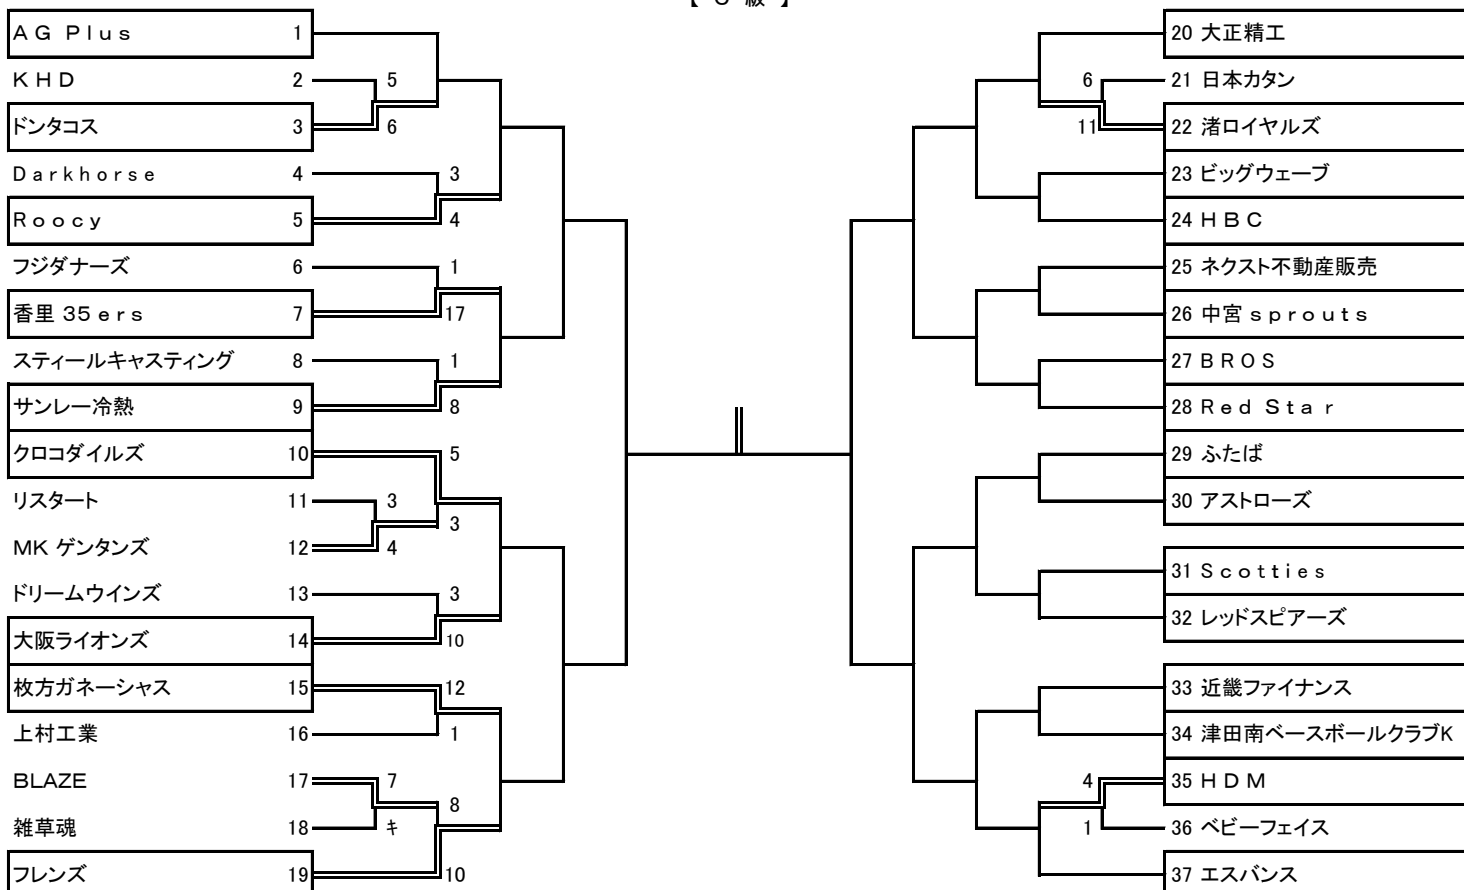 【 C 級 】
AG Plus 1
KHD 2 5
ドンタコス 3 6
Darkhorse 4 3
Roocy 5 4
フジダナーズ 6 1
香里 35ers 7 17
スティールキャスティング 8 1
サンレー冷熱 9 8
クロコダイルズ 10 5
リスタート 11 3
3
MK ゲンタンズ 12 4
ドリームウインズ 13 3
大阪ライオンズ 14 10
枚方ガネーシャス 15 12
上村工業 16 1
BLAZE 17 7
8
雑草魂 18 キ
フレンズ 19 10
20 大正精工
6 21 日本カタン
11 22 渚ロイヤルズ
23 ビッグウェーブ
24 HBC
25 ネクスト不動産販売
26 中宮sprouts
27 BROS
28 Red Star
29 ふたば
30 アストローズ
31 Scotties
32 レッドスピアーズ
33 近畿ファイナンス
34 津田南ベースボールクラブK
4 35 HDM
1 36 ベビーフェイス
37 エスバンス